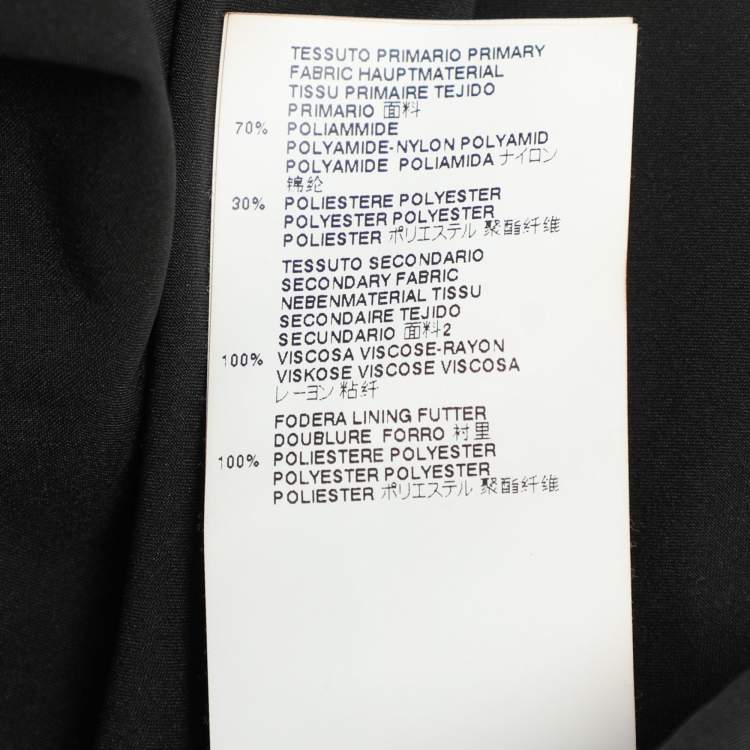 TESSUTO PRIMARIO PRIMARY
FABRIC HAUPTMATERIAL
TISSU PRIMAIRE TEJIDO
PRIMARIO 面料
70% POLIAMMIDE
POLYAMIDE-NYLON POLYAMID
POLYAMIDE POLIAMIDA ナイロン
锦纶
30% POLIESTERE POLYESTER
POLYESTER POLYESTER
POLIESTER ポリエステル 聚酯纤维
TESSUTO SECONDARIO
SECONDARY FABRIC
NEBENMATERIAL TISSU
SECONDAIRE TEJIDO
SECUNDARIO 面料2
100% VISCOSA VISCOSE-RAYON
VISKOSE VISCOSE VISCOSA
レーヨン 粘纤
FODERA LINING FUTTER
DOUBLURE FORRO 衬里
100% POLIESTERE POLYESTER
POLYESTER POLYESTER
POLIESTER ポリエステル 聚酯纤维